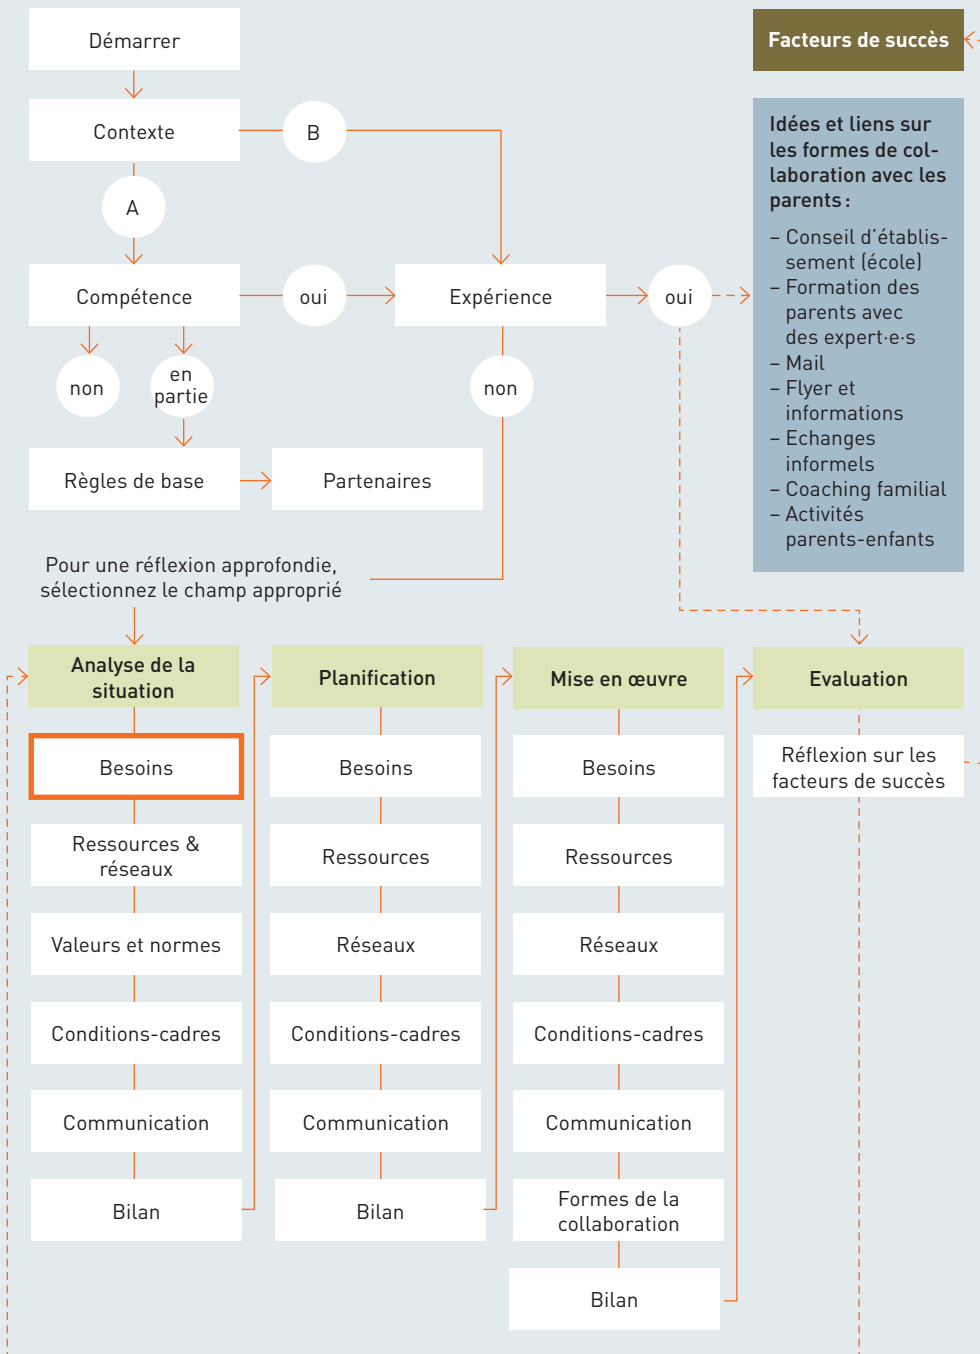 Démarrer
Facteurs de succès
Contexte
B
A
Compétence
oui
Expérience
oui
non
en
partie
non
Règles de base
Partenaires
Idées et liens sur
les formes de col-
laboration avec les
parents :
– Conseil d’établis-
sement (école)
– Formation des
parents avec
des expert·e·s
– Mail
– Flyer et
informations
– Echanges
informels
– Coaching familial
– Activités
parents-enfants
Pour une réflexion approfondie,
sélectionnez le champ approprié
Analyse de la
situation
Besoins
Ressources &
réseaux
Valeurs et normes
Conditions-cadres
Communication
Bilan
Planification
Besoins
Ressources
Réseaux
Conditions-cadres
Communication
Bilan
Mise en œuvre
Besoins
Ressources
Réseaux
Conditions-cadres
Communication
Formes de la
collaboration
Bilan
Evaluation
Réflexion sur les
facteurs de succès